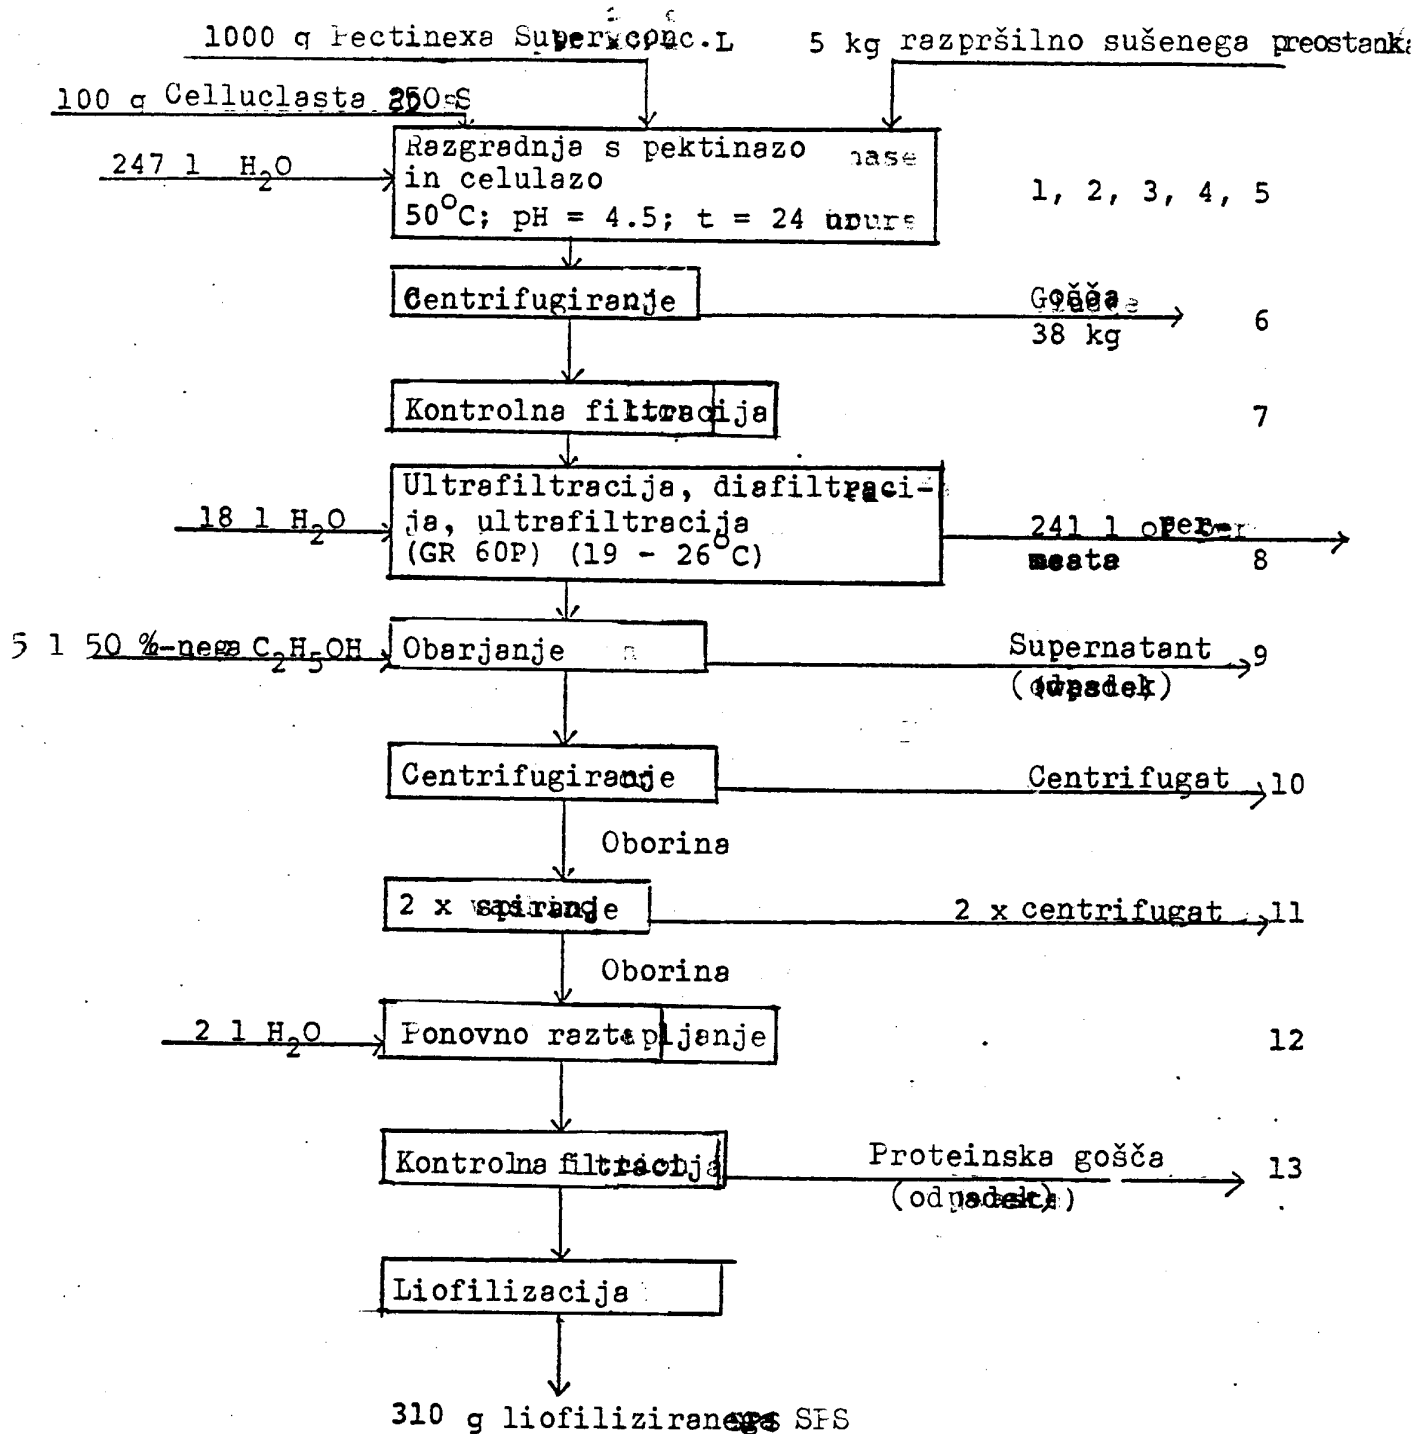 1000 g Pectinexa Super conc. L
5 kg razpršilno sušenega preostanka
100 g Celluclasta 250 S
247 l H₂O
Razgradnja s pektinazo
in celulazo
50°C; pH = 4.5; t = 24
1, 2, 3, 4, 5
Centrifugiranje
Gošča
38 kg
6
Kontrolna filtracija
7
18 l H₂O
Ultrafiltracija, diafiltraci-
ja, ultrafiltracija
(GR 60P) (19 - 26°C)
241 l
8
5 l 50 %-nega C₂H₅OH
Obarjanje
Supernatant
(odpadek)
9
Centrifugiranje
Centrifugat
10
Oborina
2 x spiranje
2 x centrifugat
11
Oborina
2 l H₂O
Ponovno raztapljanje
12
Kontrolna filtracija
Proteinska gošča
(odpadek)
13
Liofilizacija
310 g liofiliziranega SPS